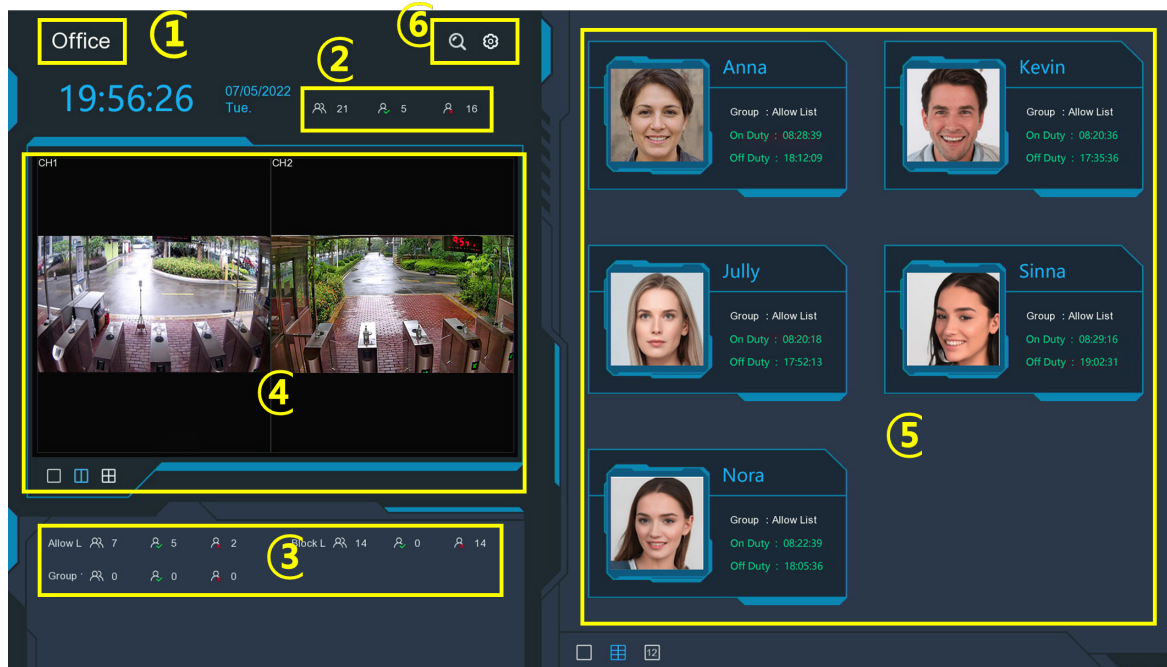 Office
①
⑥
②
19:56:26
07/05/2022
Tue.
21 5 16
CH1 CH2
④
Allow L 7 5 2 Block L 14 0 14
③
Group 0 0 0
Anna
Group : Allow List
On Duty : 08:28:39
Off Duty : 18:12:09
Kevin
Group : Allow List
On Duty : 08:20:36
Off Duty : 17:35:36
Jully
Group : Allow List
On Duty : 08:20:18
Off Duty : 17:52:13
Sinna
Group : Allow List
On Duty : 08:29:16
Off Duty : 19:02:31
⑤
Nora
Group : Allow List
On Duty : 08:22:39
Off Duty : 18:05:36
12